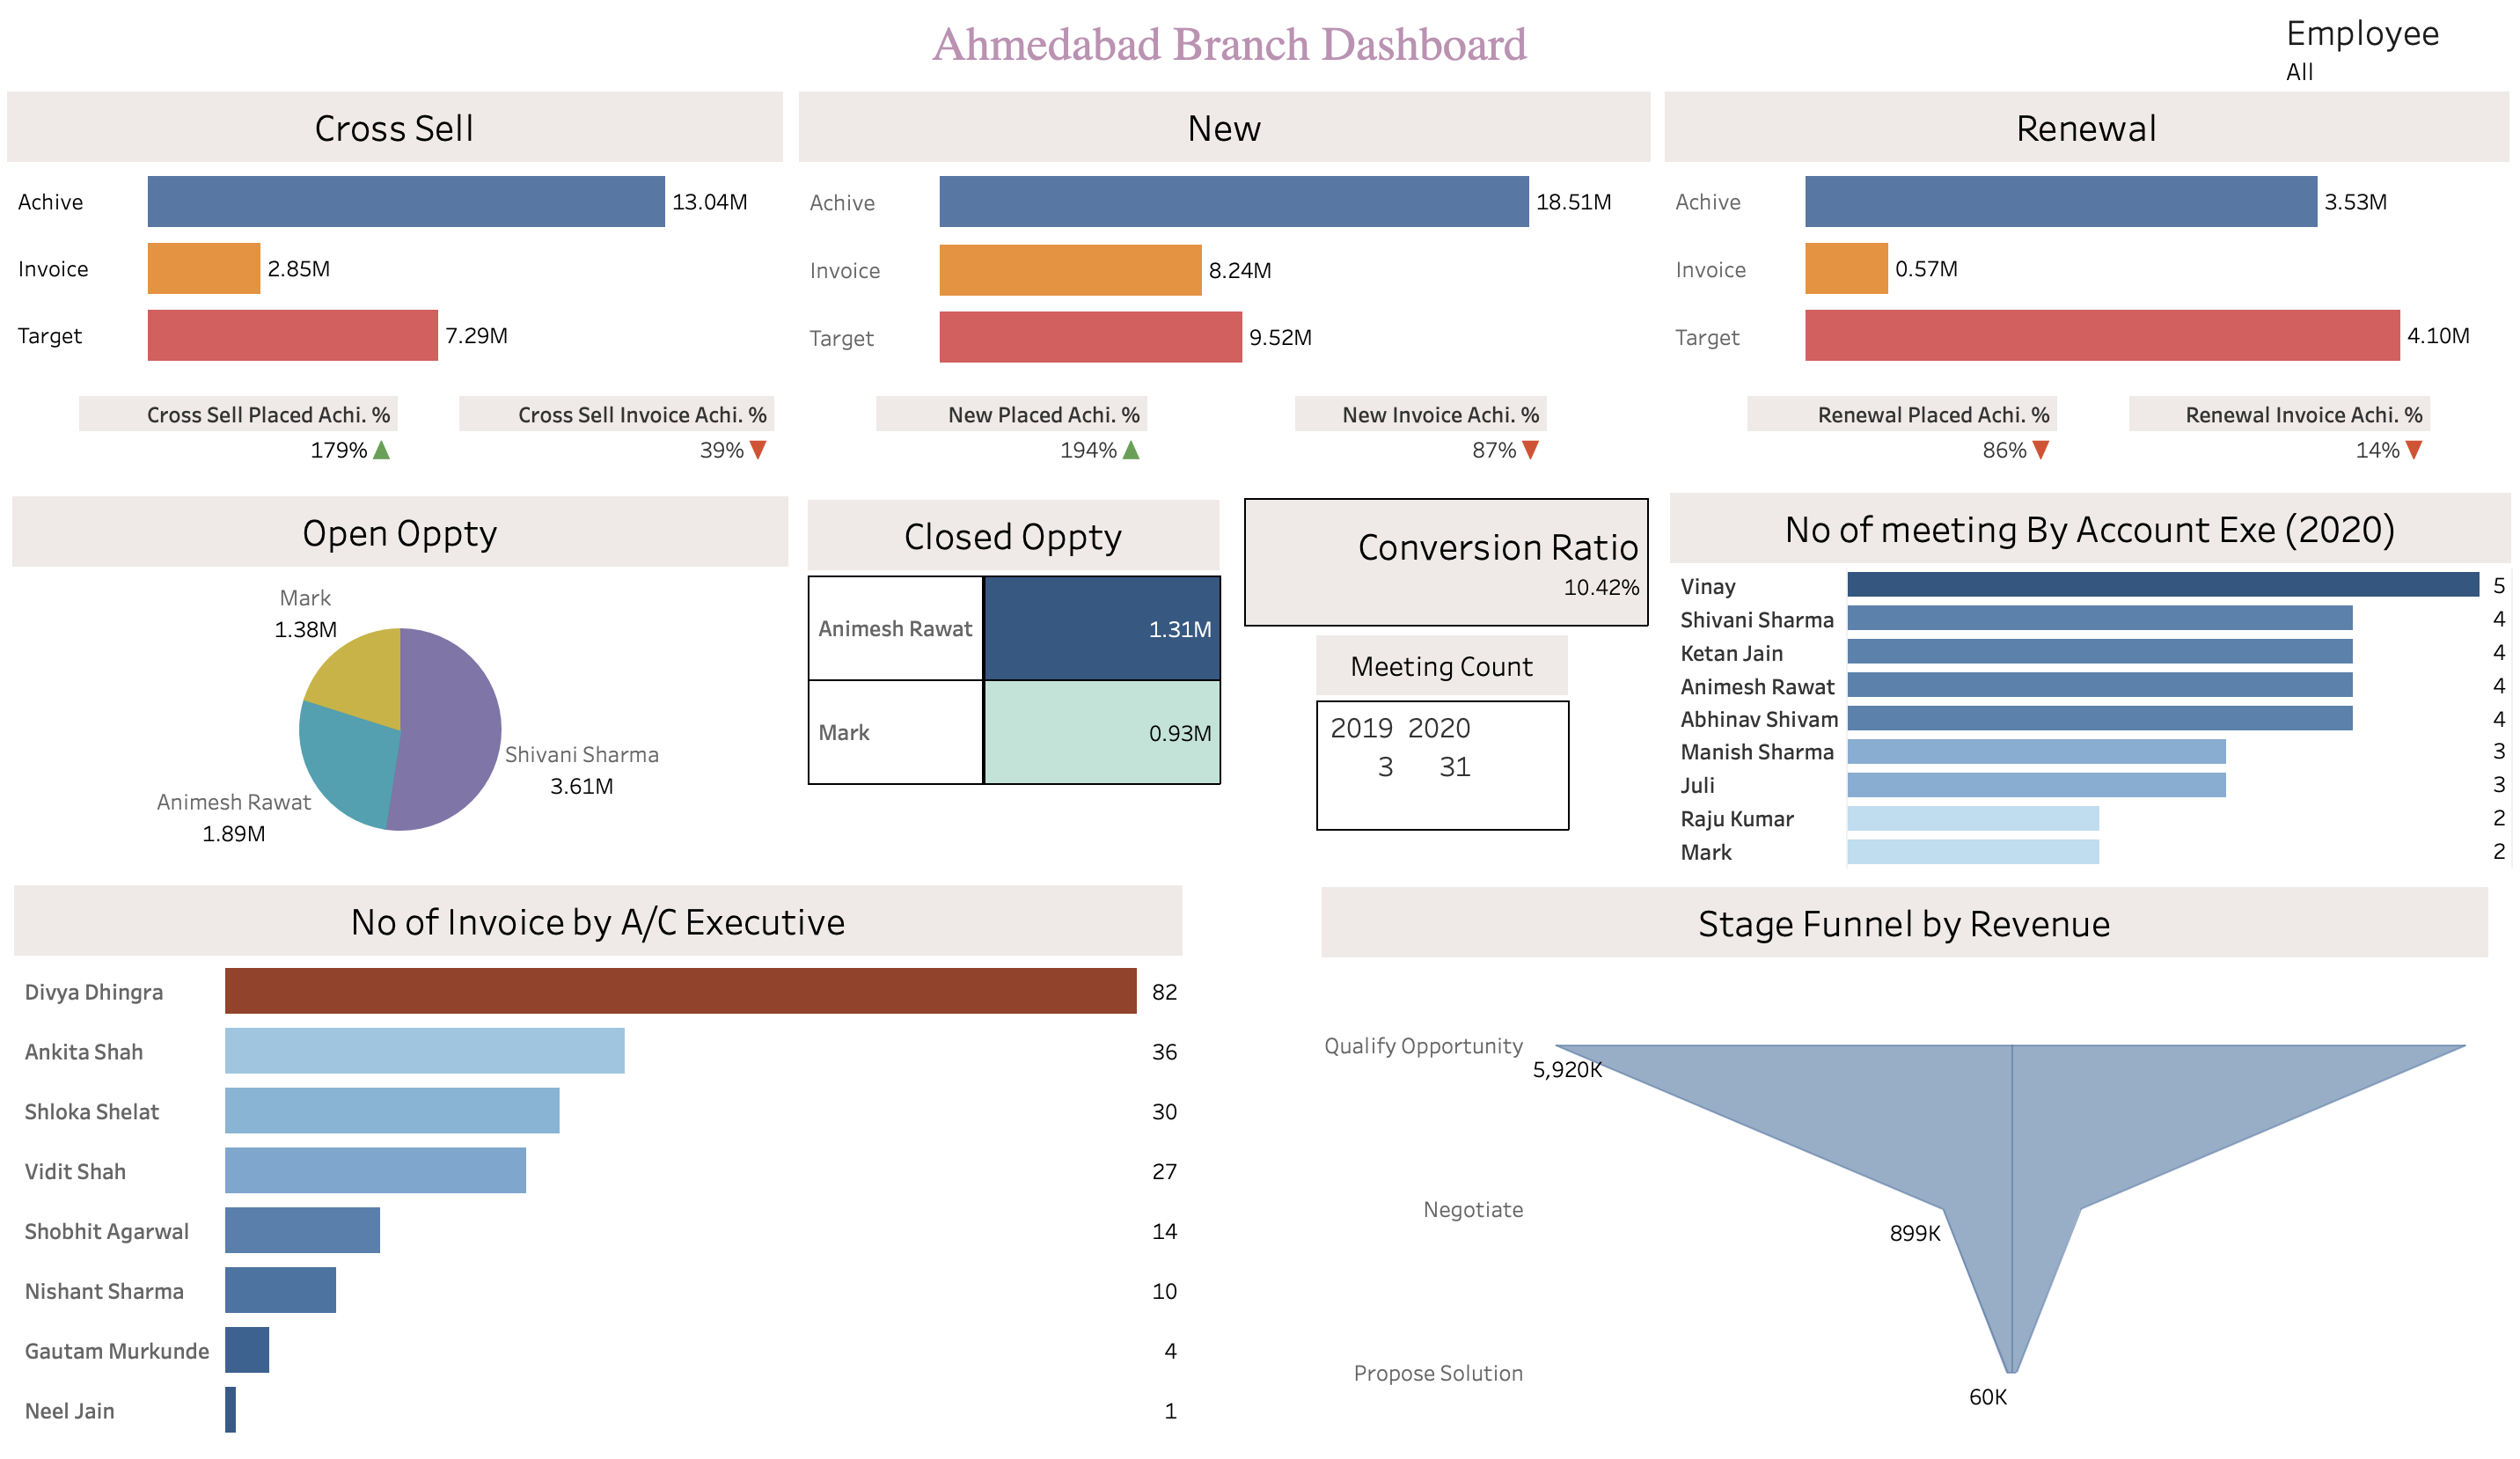 Ahmedabad Branch Dashboard
Employee
All
Cross Sell
Achive 13.04M
Invoice 2.85M
Target 7.29M
Cross Sell Placed Achi. %
179%
Cross Sell Invoice Achi. %
39%
New
Achive 18.51M
Invoice 8.24M
Target 9.52M
New Placed Achi. %
194%
New Invoice Achi. %
87%
Renewal
Achive 3.53M
Invoice 0.57M
Target 4.10M
Renewal Placed Achi. %
86%
Renewal Invoice Achi. %
14%
Open Oppty
Mark
1.38M
Shivani Sharma
3.61M
Animesh Rawat
1.89M
Closed Oppty
Animesh Rawat 1.31M
Mark 0.93M
Conversion Ratio
10.42%
Meeting Count
2019 2020
3 31
No of meeting By Account Exe (2020)
Vinay 5
Shivani Sharma 4
Ketan Jain 4
Animesh Rawat 4
Abhinav Shivam 4
Manish Sharma 3
Juli 3
Raju Kumar 2
Mark 2
No of Invoice by A/C Executive
Divya Dhingra 82
Ankita Shah 36
Shloka Shelat 30
Vidit Shah 27
Shobhit Agarwal 14
Nishant Sharma 10
Gautam Murkunde 4
Neel Jain 1
Stage Funnel by Revenue
Qualify Opportunity
5,920K
Negotiate
899K
Propose Solution
60K